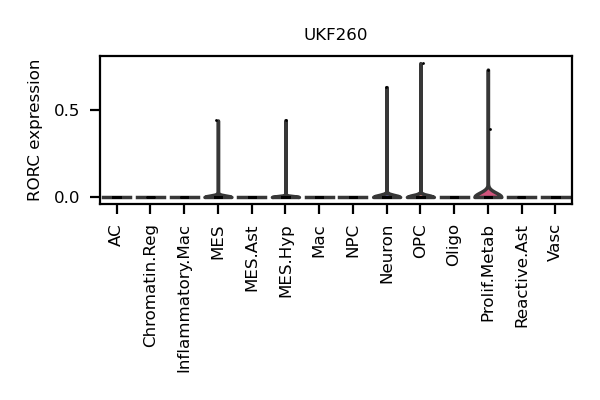 UKF260
RORC expression
0.5
0.0
AC
Chromatin.Reg
Inflammatory.Mac
MES
MES.Ast
MES.Hyp
Mac
NPC
Neuron
OPC
Oligo
Prolif.Metab
Reactive.Ast
Vasc